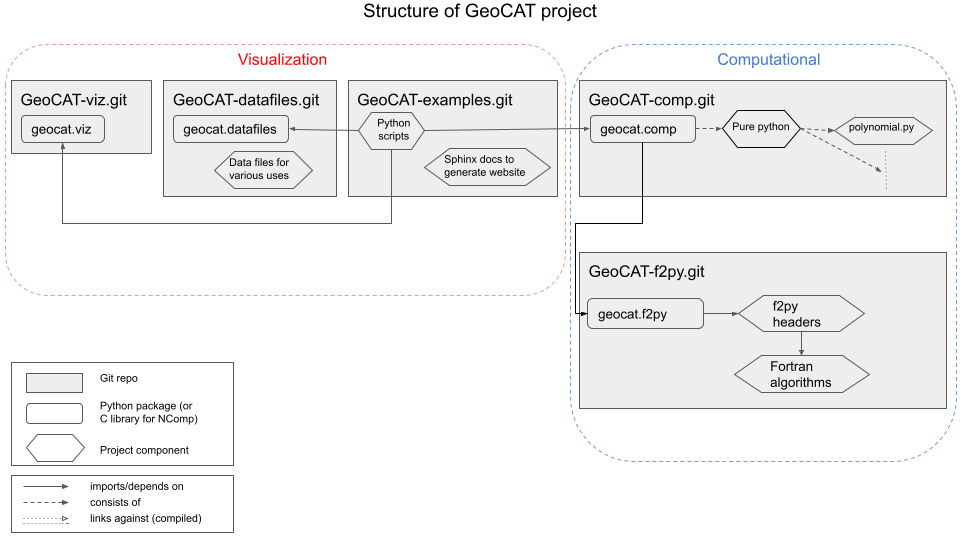 Structure of GeoCAT project
Visualization
Computational
GeoCAT-viz.git
geocat.viz
GeoCAT-datafiles.git
geocat.datafiles
Data files for
various uses
GeoCAT-examples.git
Python
scripts
Sphinx docs to
generate website
GeoCAT-comp.git
geocat.comp
Pure python
polynomial.py
GeoCAT-f2py.git
geocat.f2py
f2py
headers
Fortran
algorithms
Git repo
Python package (or
C library for NComp)
Project component
imports/depends on
consists of
links against (compiled)